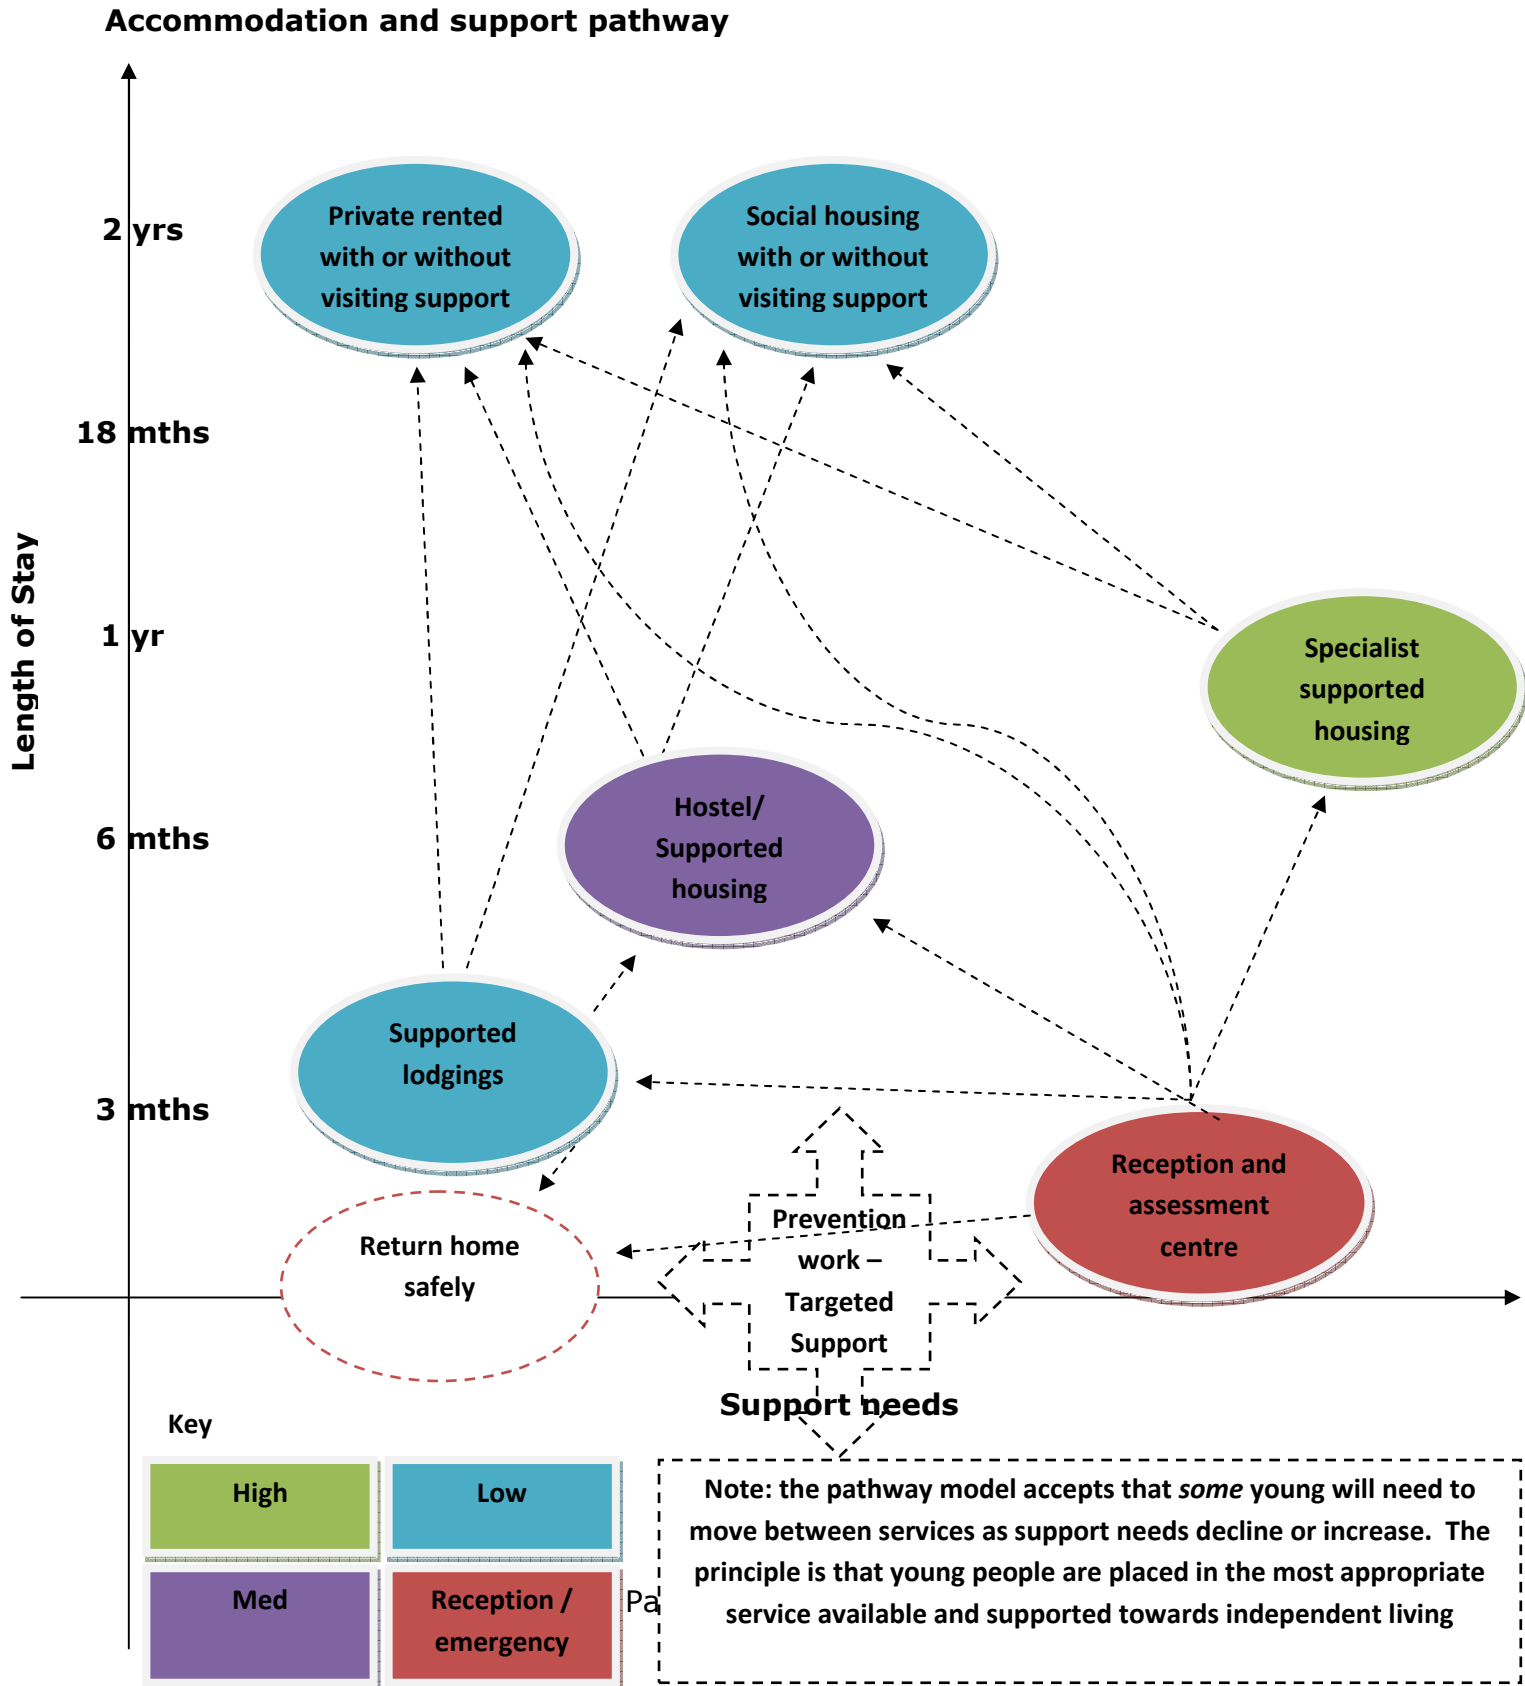 Accommodation and support pathway
Private rented
with or without
visiting support
Social housing
with or without
visiting support
2 yrs
18 mths
Length of Stay
1 yr
Specialist
supported
housing
Hostel/
Supported
housing
6 mths
Supported
lodgings
3 mths
Reception and
assessment
centre
Prevention
work –
Targeted
Support
Return home
safely
Support needs
Key
High
Low
Med
Reception /
emergency
Pa
Note: the pathway model accepts that some young will need to
move between services as support needs decline or increase. The
principle is that young people are placed in the most appropriate
service available and supported towards independent living